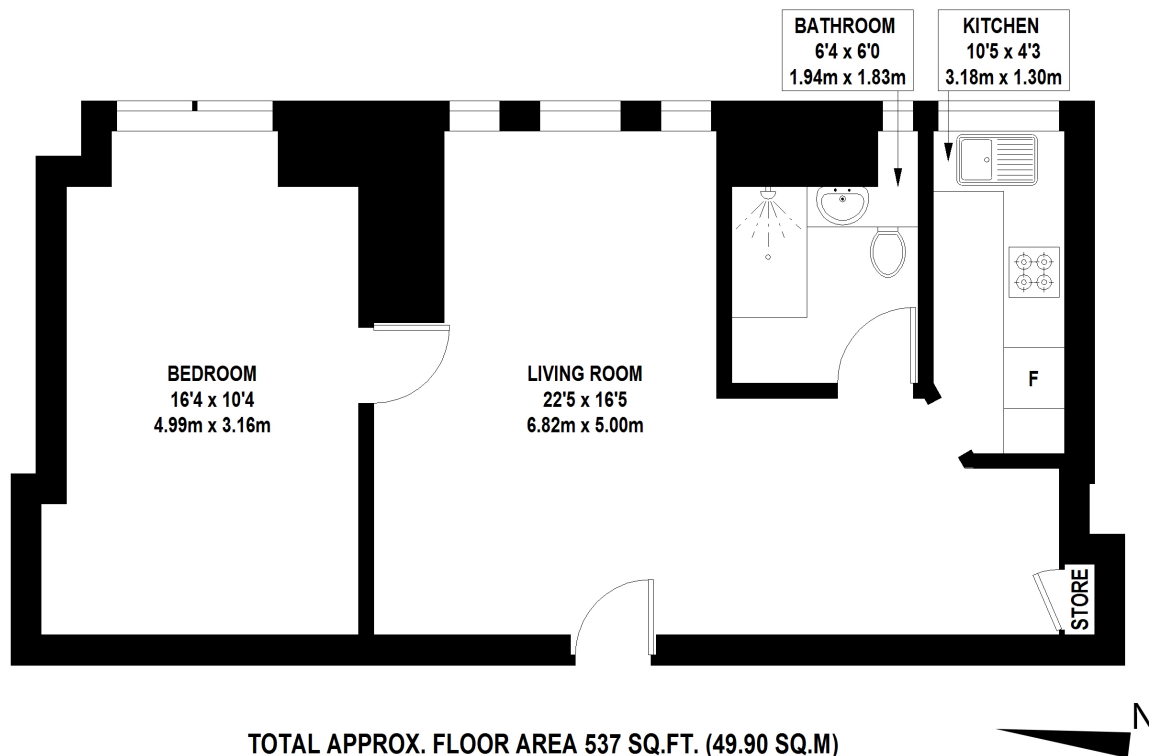 BATHROOM
6'4 x 6'0
1.94m x 1.83m
KITCHEN
10'5 x 4'3
3.18m x 1.30m
BEDROOM
16'4 x 10'4
4.99m x 3.16m
LIVING ROOM
22'5 x 16'5
6.82m x 5.00m
F
STORE
N
TOTAL APPROX. FLOOR AREA 537 SQ.FT. (49.90 SQ.M)